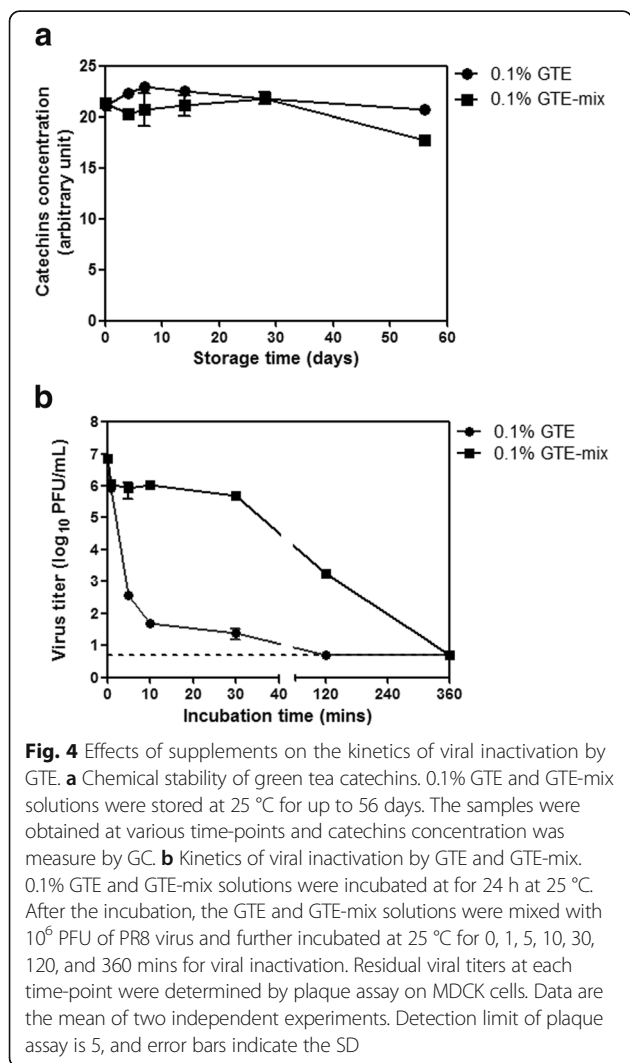 a
25
20
15
10
5
0
Catechins concentration
(arbitrary unit)
0 10 20 30 40 50 60
Storage time (days)
0.1% GTE
0.1% GTE-mix
b
8
7
6
5
4
3
2
1
0
Virus titer (log10 PFU/mL)
0 10 20 30 40 120 240 360
Incubation time (mins)
0.1% GTE
0.1% GTE-mix
Fig. 4 Effects of supplements on the kinetics of viral inactivation by
GTE. a Chemical stability of green tea catechins. 0.1% GTE and GTE-mix
solutions were stored at 25 °C for up to 56 days. The samples were
obtained at various time-points and catechins concentration was
measure by GC. b Kinetics of viral inactivation by GTE and GTE-mix.
0.1% GTE and GTE-mix solutions were incubated at for 24 h at 25 °C.
After the incubation, the GTE and GTE-mix solutions were mixed with
10^6 PFU of PR8 virus and further incubated at 25 °C for 0, 1, 5, 10, 30,
120, and 360 mins for viral inactivation. Residual viral titers at each
time-point were determined by plaque assay on MDCK cells. Data are
the mean of two independent experiments. Detection limit of plaque
assay is 5, and error bars indicate the SD